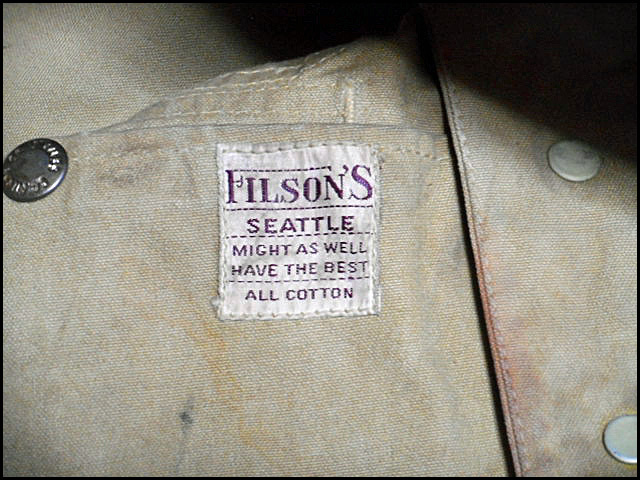 FILSON'S
SEATTLE
MIGHT AS WELL
HAVE THE BEST
ALL COTTON